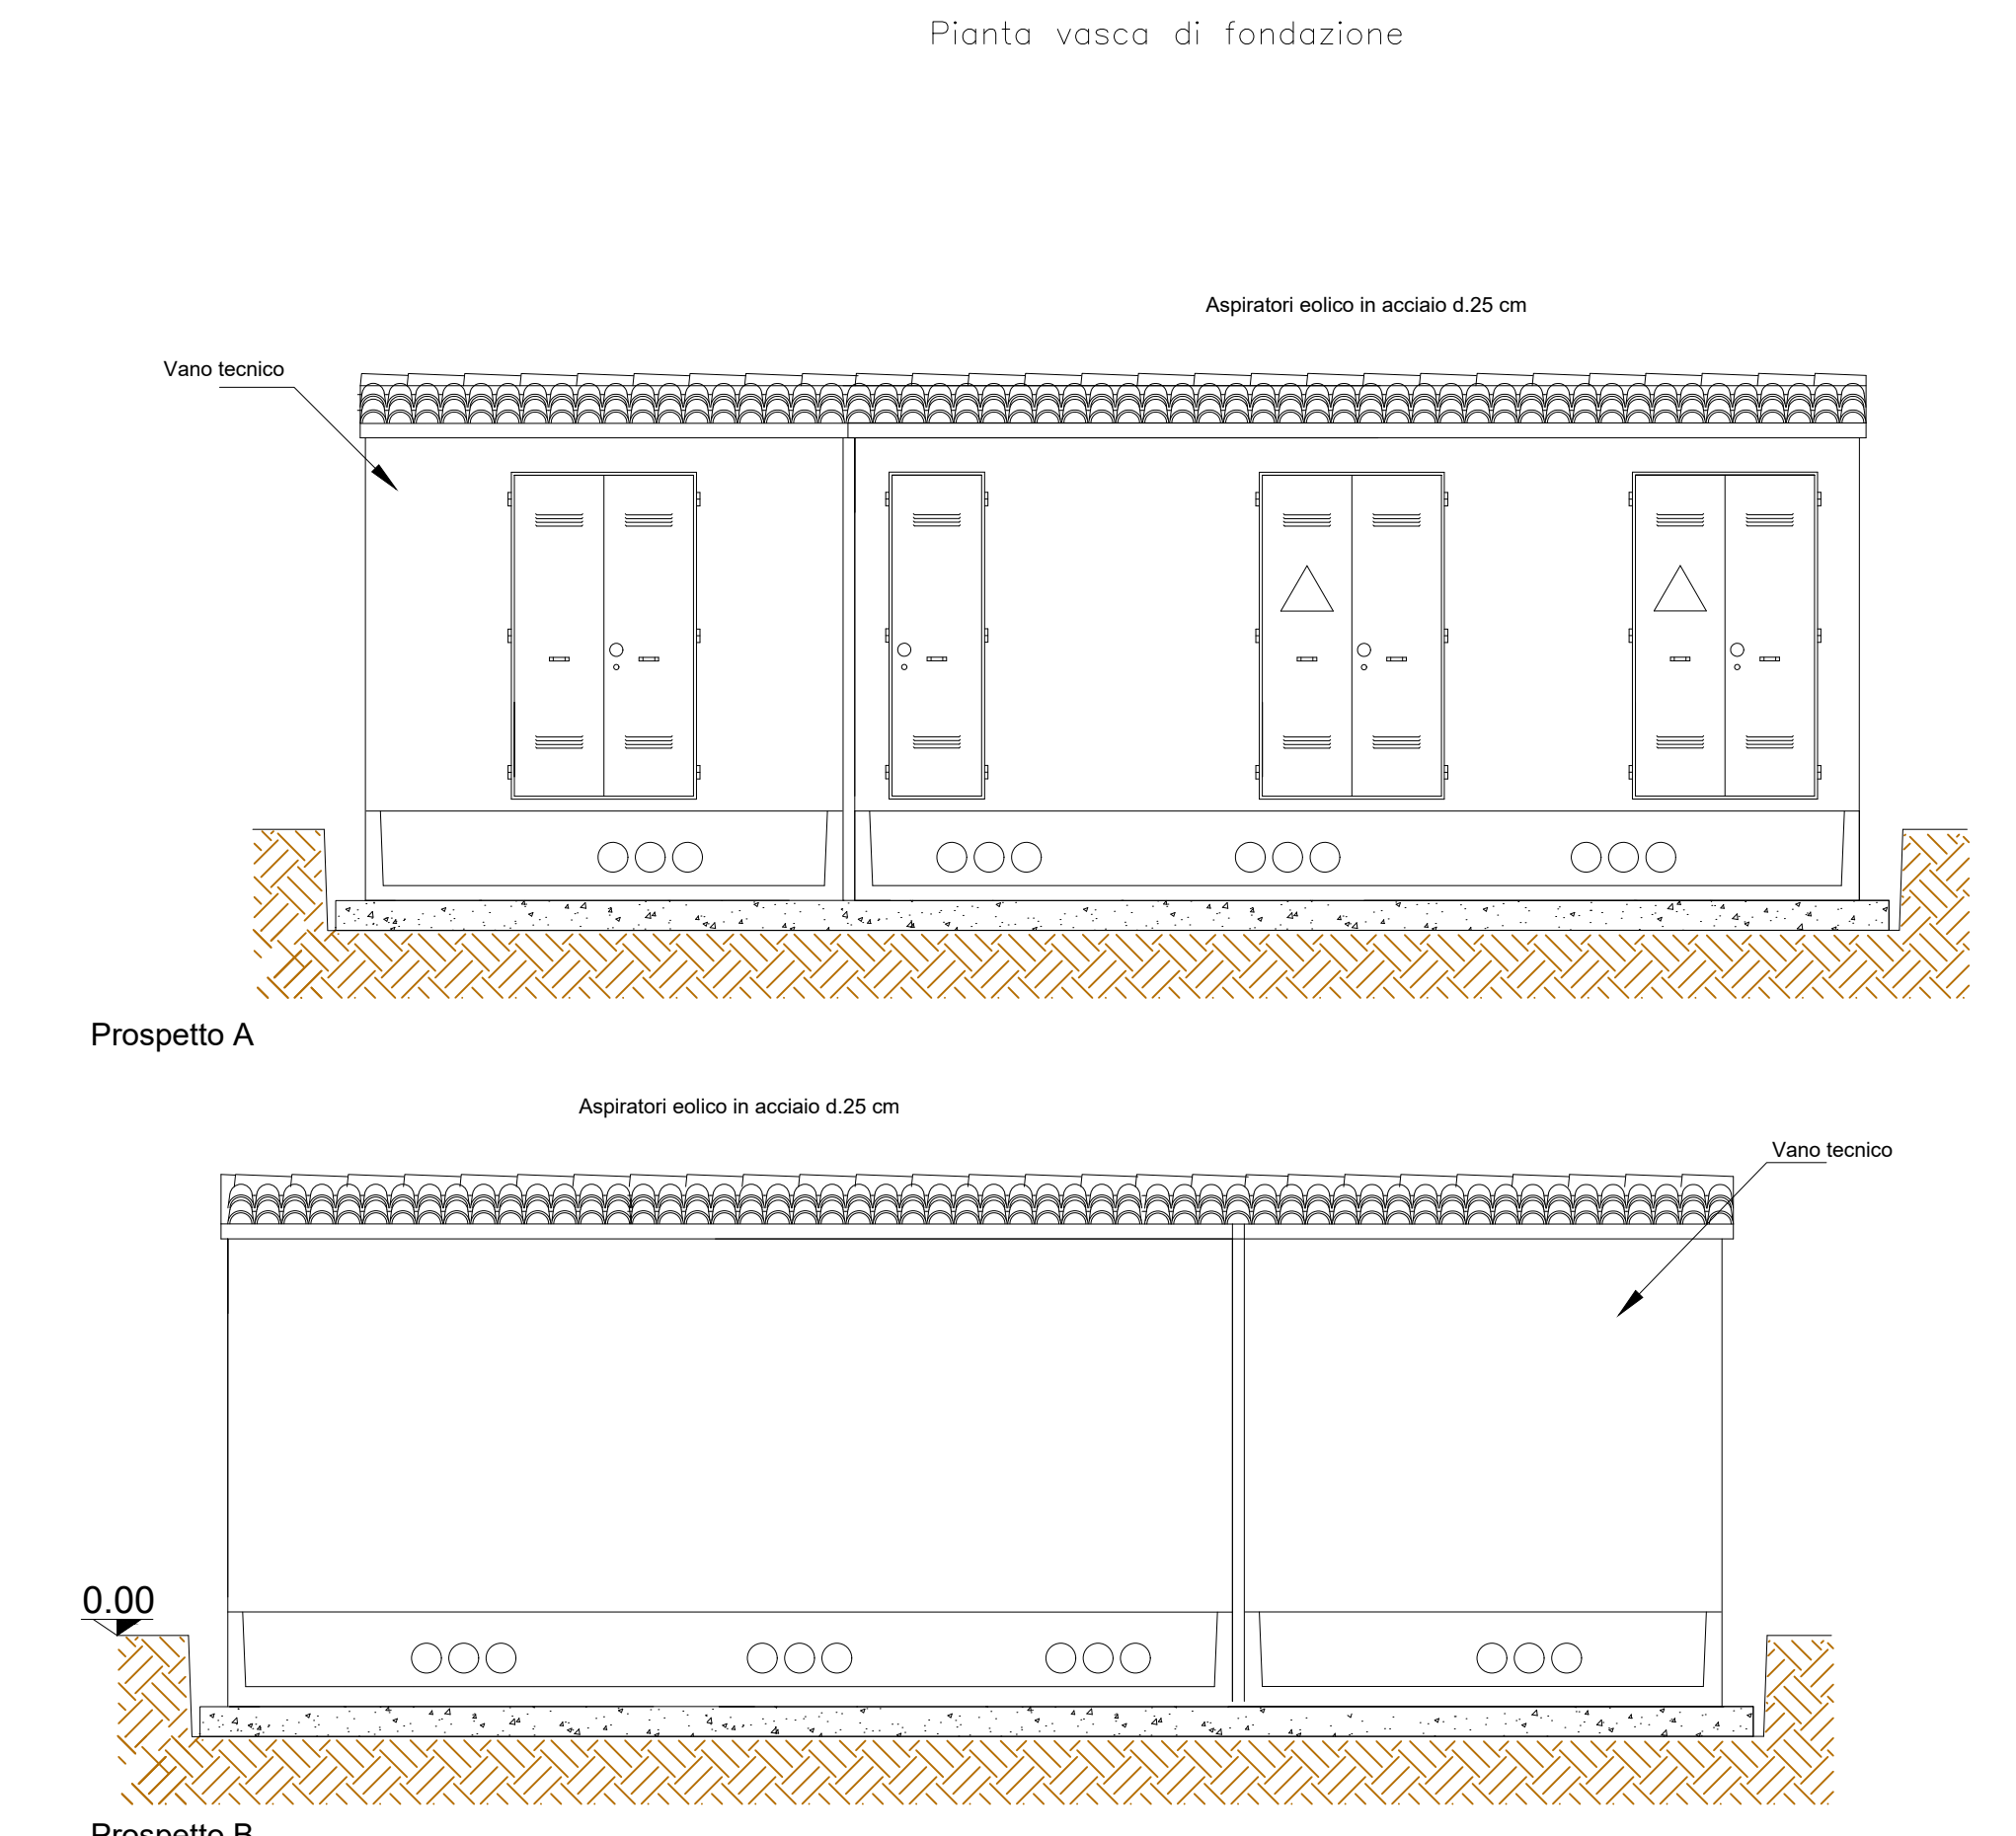 Pianta vasca di fondazione
Aspiratori eolico in acciaio d.25 cm
Vano tecnico
Prospetto A
Aspiratori eolico in acciaio d.25 cm
Vano tecnico
0.00
Prospetto B